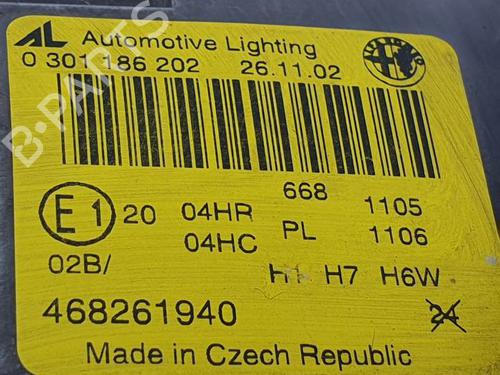 AL Automotive Lighting
0 301 186 202 26.11.02
668
E1 20 04HR 1105
04HC PL 1106
02B/ H1 H7 H6W
468261940 24
Made in Czech Republic
B-PARTS